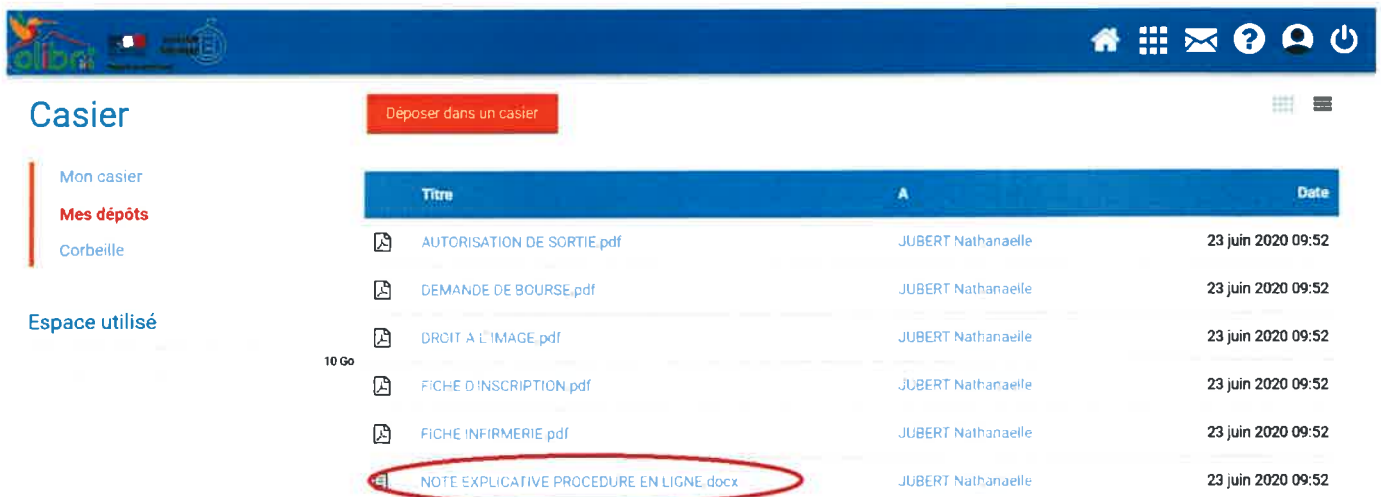 olibri
Casier
Déposer dans un casier
Mon casier
Mes dépôts
Corbeille
Espace utilisé
10 Go
Titre A Date
AUTORISATION DE SORTIE.pdf JUBERT Nathanaelle 23 juin 2020 09:52
DEMANDE DE BOURSE.pdf JUBERT Nathanaelle 23 juin 2020 09:52
DROIT A L'IMAGE.pdf JUBERT Nathanaelle 23 juin 2020 09:52
FICHE D'INSCRIPTION.pdf JUBERT Nathanaelle 23 juin 2020 09:52
FICHE INFIRMERIE.pdf JUBERT Nathanaelle 23 juin 2020 09:52
NOTE EXPLICATIVE PROCEDURE EN LIGNE.docx JUBERT Nathanaelle 23 juin 2020 09:52